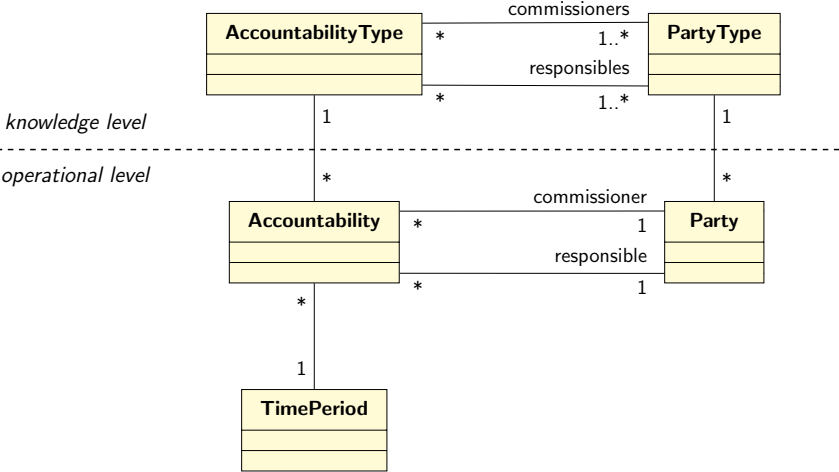 commissioners
AccountabilityType
*
1..*
PartyType
responsibles
*
1..*
1
1
knowledge level
operational level
*
*
commissioner
Accountability
*
1
Party
responsible
*
1
*
1
TimePeriod